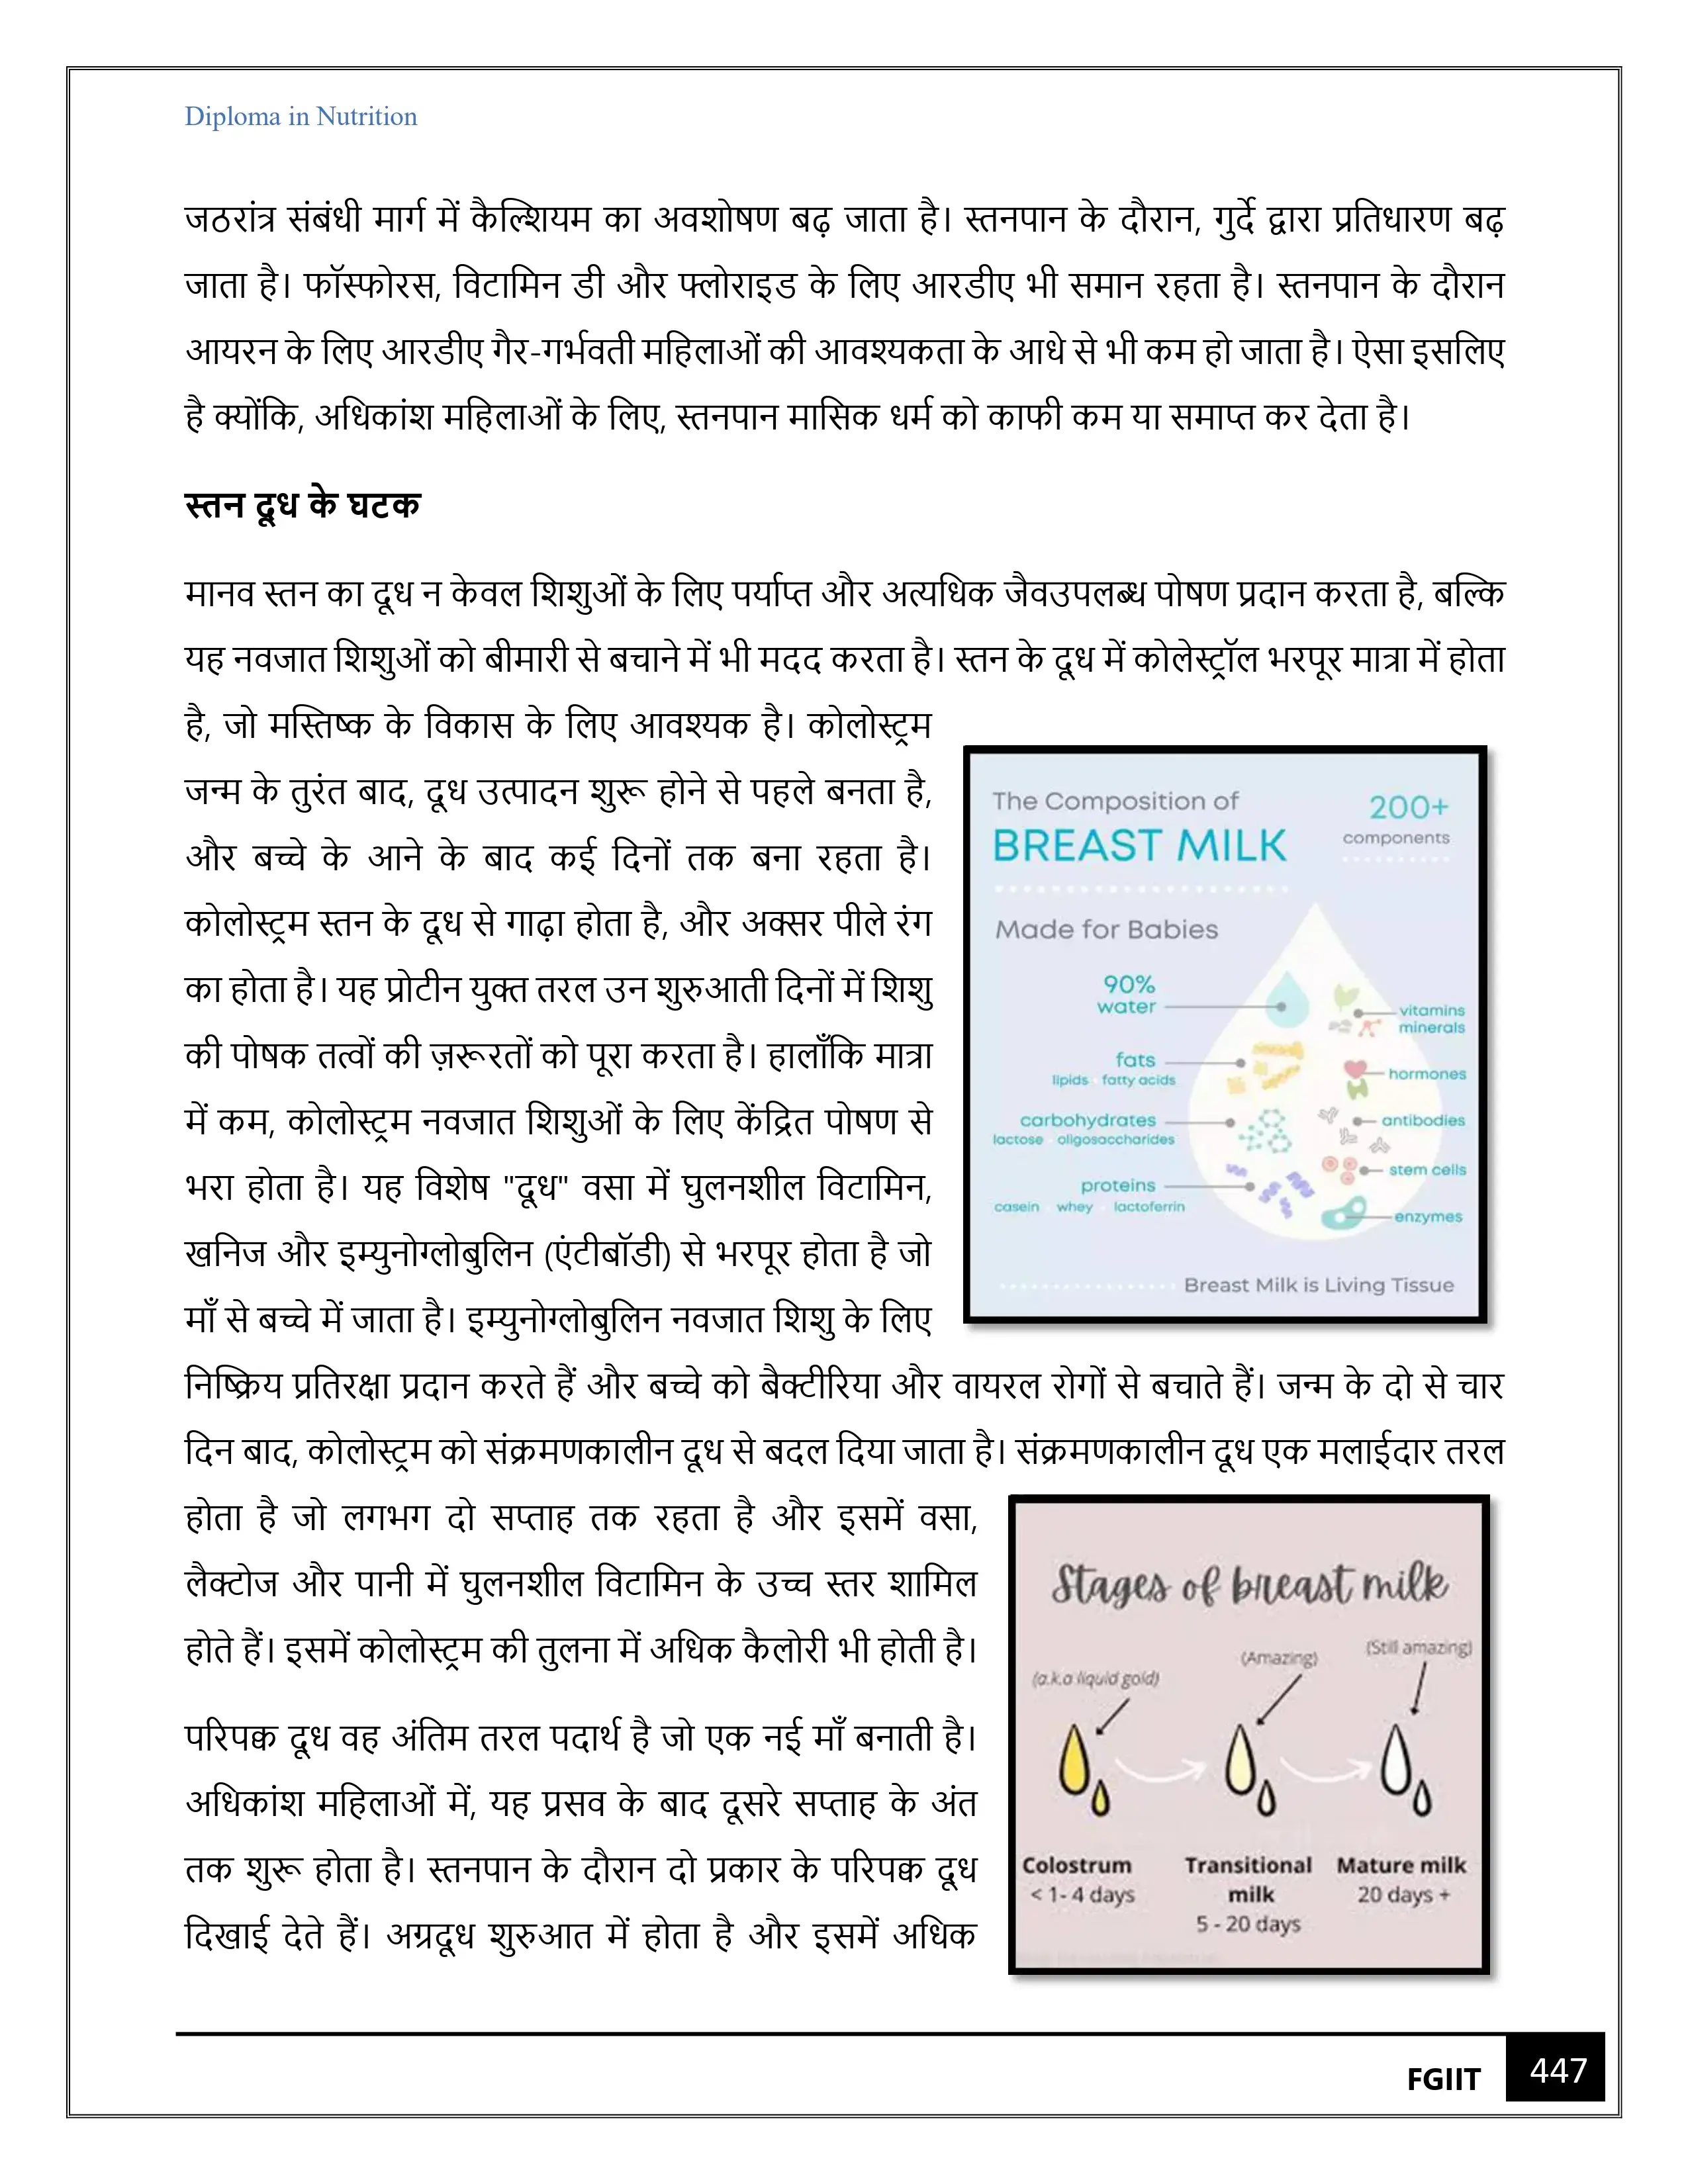 Diploma in Nutrition
जठरांत्र संबंधी मार्ग में कैल्शियम का अवशोषण बढ़ जाता है। स्तनपान के दौरान, गुर्दे द्वारा प्रतिधारण बढ़
जाता है। फॉस्फोरस, विटामिन डी और फ्लोराइड के लिए आरडीए भी समान रहता है। स्तनपान के दौरान
आयरन के लिए आरडीए गैर-गर्भवती महिलाओं की आवश्यकता के आधे से भी कम हो जाता है। ऐसा इसलिए
है क्योंकि, अधिकांश महिलाओं के लिए, स्तनपान मासिक धर्म को काफी कम या समाप्त कर देता है।
स्तन दूध के घटक
मानव स्तन का दूध न केवल शिशुओं के लिए पर्याप्त और अत्यधिक जैवउपलब्ध पोषण प्रदान करता है, बल्कि
यह नवजात शिशुओं को बीमारी से बचाने में भी मदद करता है। स्तन के दूध में कोलेस्ट्रॉल भरपूर मात्रा में होता
है, जो मस्तिष्क के विकास के लिए आवश्यक है। कोलोस्ट्रम
जन्म के तुरंत बाद, दूध उत्पादन शुरू होने से पहले बनता है,
और बच्चे के आने के बाद कई दिनों तक बना रहता है।
कोलोस्ट्रम स्तन के दूध से गाढ़ा होता है, और अक्सर पीले रंग
का होता है। यह प्रोटीन युक्त तरल उन शुरुआती दिनों में शिशु
की पोषक तत्वों की ज़रूरतों को पूरा करता है। हालाँकि मात्रा
में कम, कोलोस्ट्रम नवजात शिशुओं के लिए केंद्रित पोषण से
भरा होता है। यह विशेष "दूध" वसा में घुलनशील विटामिन,
खनिज और इम्युनोग्लोबुलिन (एंटीबॉडी) से भरपूर होता है जो
माँ से बच्चे में जाता है। इम्युनोग्लोबुलिन नवजात शिशु के लिए
The Composition of
BREAST MILK
200+
components
Made for Babies
90%
water
fats
lipids fatty acids
carbohydrates
lactose oligosaccharides
proteins
casein whey lactoferrin
vitamins
minerals
hormones
antibodies
stem cells
enzymes
Breast Milk is Living Tissue
निष्क्रिय प्रतिरक्षा प्रदान करते हैं और बच्चे को बैक्टीरिया और वायरल रोगों से बचाते हैं। जन्म के दो से चार
दिन बाद, कोलोस्ट्रम को संक्रमणकालीन दूध से बदल दिया जाता है। संक्रमणकालीन दूध एक मलाईदार तरल
होता है जो लगभग दो सप्ताह तक रहता है और इसमें वसा,
लैक्टोज और पानी में घुलनशील विटामिन के उच्च स्तर शामिल
होते हैं। इसमें कोलोस्ट्रम की तुलना में अधिक कैलोरी भी होती है।
परिपक्व दूध वह अंतिम तरल पदार्थ है जो एक नई माँ बनाती है।
अधिकांश महिलाओं में, यह प्रसव के बाद दूसरे सप्ताह के अंत
तक शुरू होता है। स्तनपान के दौरान दो प्रकार के परिपक्व दूध
दिखाई देते हैं। अग्रदूध शुरुआत में होता है और इसमें अधिक
Stages of breast milk
(a.k.a liquid gold)
(Amazing)
(Still amazing)
Colostrum
< 1- 4 days
Transitional
milk
5 - 20 days
Mature milk
20 days +
FGIIT
447